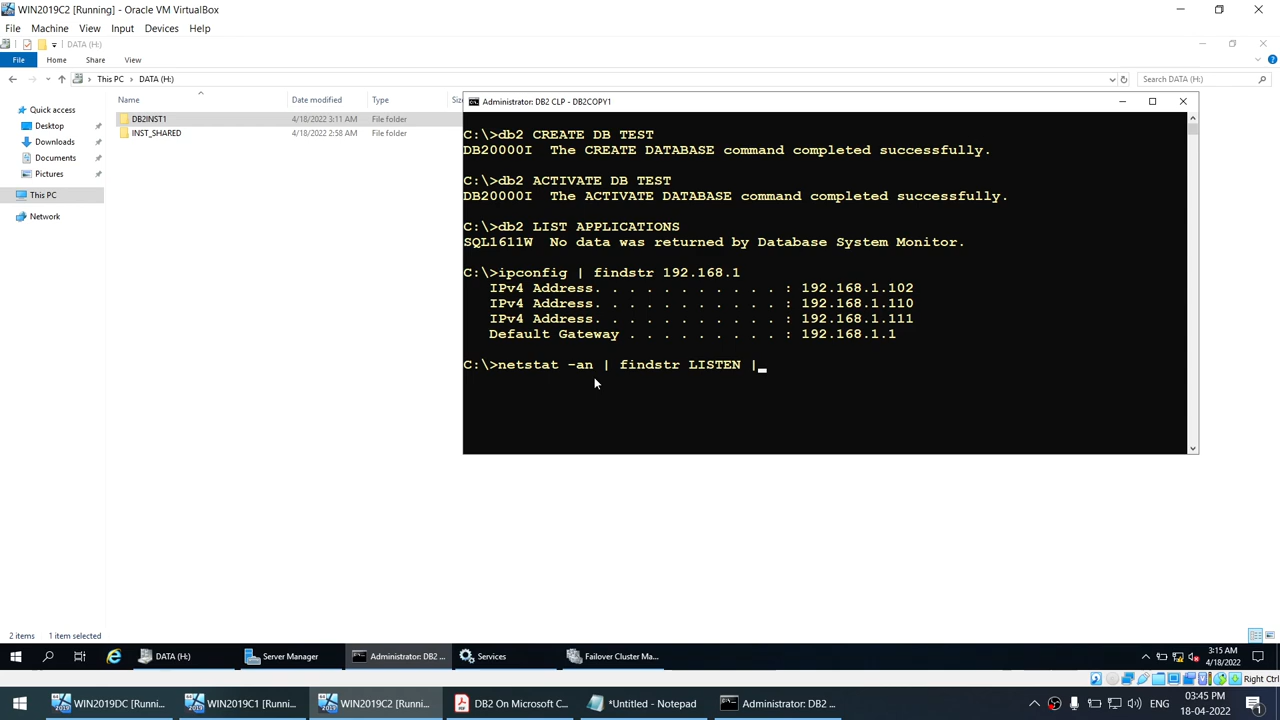 WIN2019C2 [Running] - Oracle VM VirtualBox
File Machine View Input Devices Help
DATA (H:)
File Home Share View
This PC DATA (H:) Search DATA (H:)
Name Date modified Type Siz
Quick access
Desktop
Downloads
Documents
Pictures
This PC
Network
DB2INST1 4/18/2022 3:11 AM File folder
INST_SHARED 4/18/2022 2:58 AM File folder
Administrator: DB2 CLP - DB2COPY1
C:\>db2 CREATE DB TEST
DB20000I  The CREATE DATABASE command completed successfully.
C:\>db2 ACTIVATE DB TEST
DB20000I  The ACTIVATE DATABASE command completed successfully.
C:\>db2 LIST APPLICATIONS
SQL1611W  No data was returned by Database System Monitor.
C:\>ipconfig | findstr 192.168.1
IPv4 Address. . . . . . . . . . . : 192.168.1.102
IPv4 Address. . . . . . . . . . . : 192.168.1.110
IPv4 Address. . . . . . . . . . . : 192.168.1.111
Default Gateway . . . . . . . . . : 192.168.1.1
C:\>netstat -an | findstr LISTEN |_
2 items 1 item selected
DATA (H:) Server Manager Administrator: DB2 ... Services Failover Cluster Ma... 3:15 AM
4/18/2022
Right Ctrl
WIN2019DC [Runni... WIN2019C1 [Runni... WIN2019C2 [Runni... DB2 On Microsoft C... *Untitled - Notepad Administrator: DB2 ... ENG 03:45 PM
18-04-2022 1